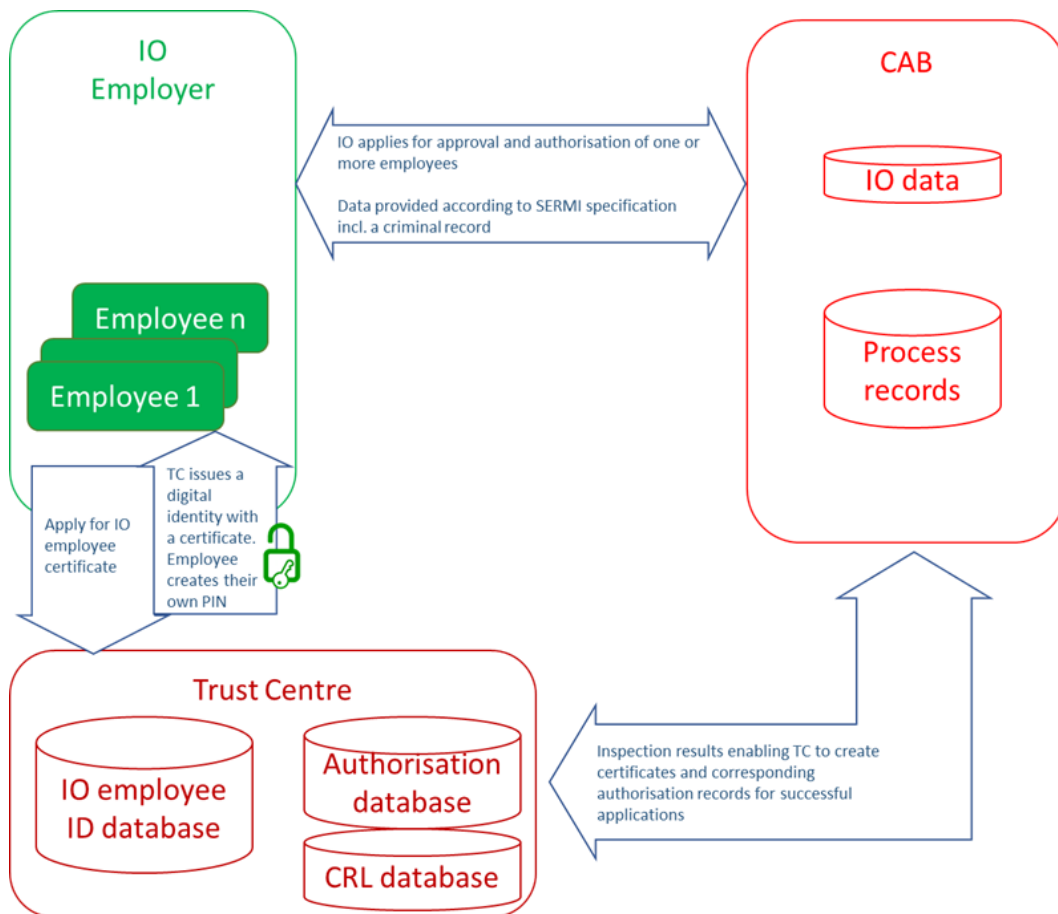 IO
Employer
CAB
IO applies for approval and authorisation of one or
more employees
Data provided according to SERMI specification
incl. a criminal record
IO data
Process
records
Employee n
Employee 1
Apply for IO
employee
certificate
TC issues a
digital
identity with
a certificate.
Employee
creates their
own PIN
Trust Centre
IO employee
ID database
Authorisation
database
CRL database
Inspection results enabling TC to create
certificates and corresponding
authorisation records for successful
applications